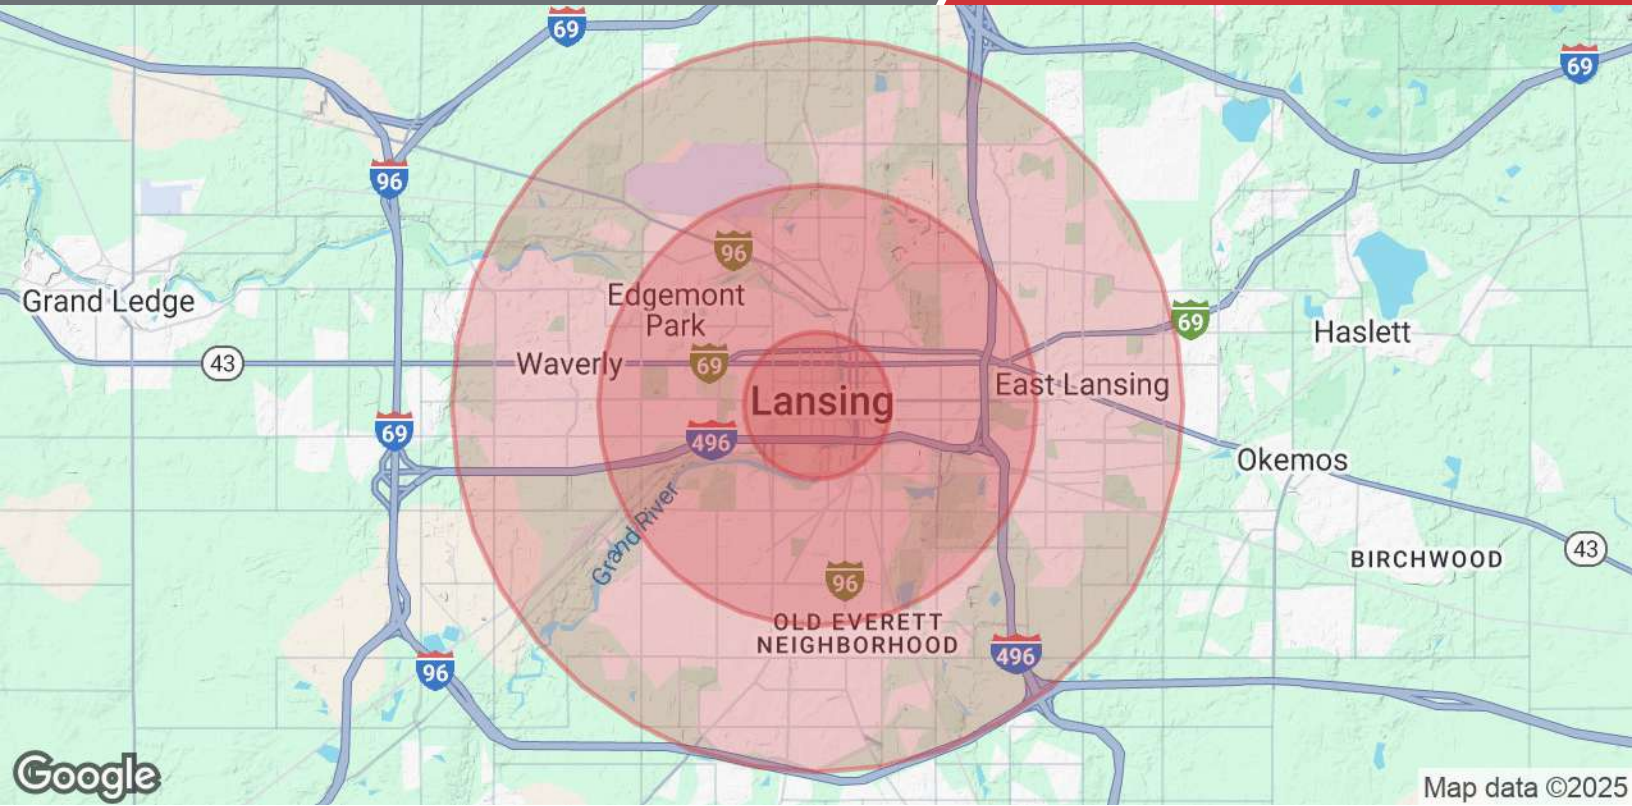 69
69
96
96
Edgemont
Park
Grand Ledge
69
Haslett
43
Waverly
69
East Lansing
Lansing
69
496
Okemos
Grand River
43
BIRCHWOOD
96
OLD EVERETT
NEIGHBORHOOD
496
96
Google
Map data ©2025